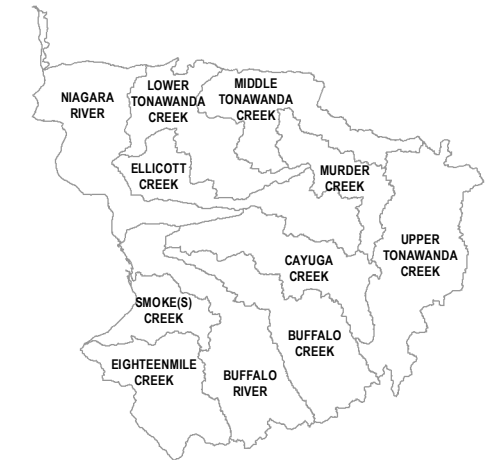 NIAGARA
RIVER
LOWER
TONAWANDA
CREEK
MIDDLE
TONAWANDA
CREEK
ELLICOTT
CREEK
MURDER
CREEK
UPPER
TONAWANDA
CREEK
CAYUGA
CREEK
SMOKE(S)
CREEK
BUFFALO
CREEK
EIGHTEENMILE
CREEK
BUFFALO
RIVER